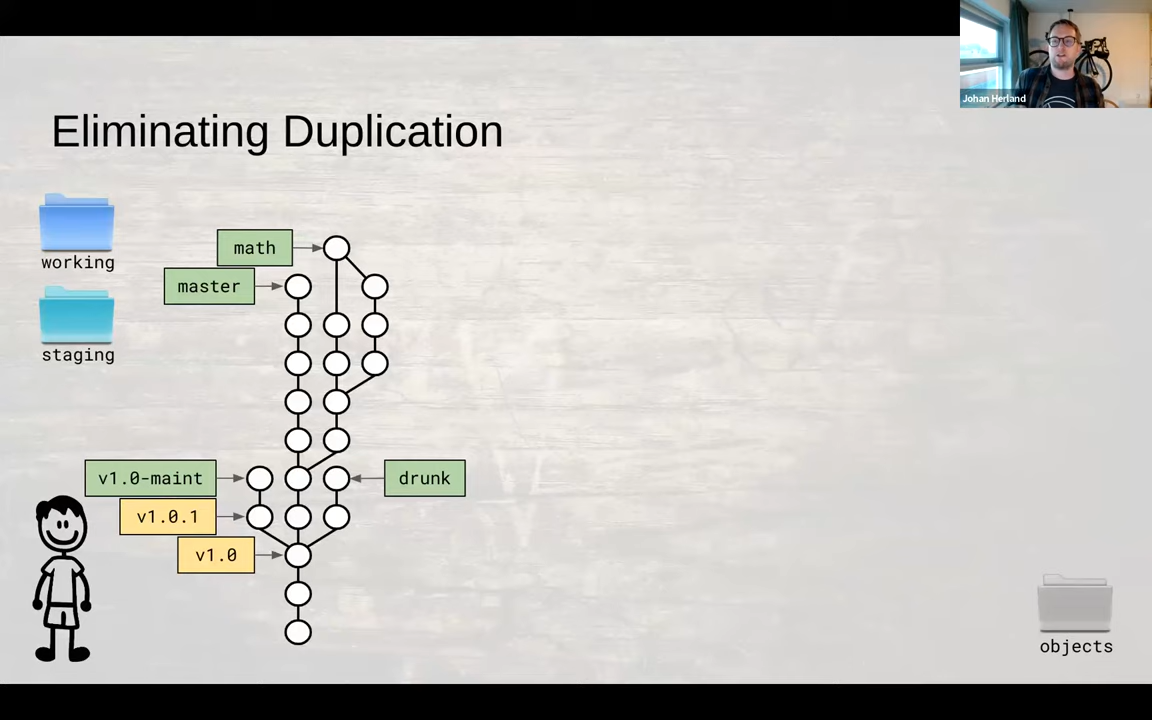 Johan Herland
Eliminating Duplication
working
math
master
staging
v1.0-maint
drunk
v1.0.1
v1.0
objects